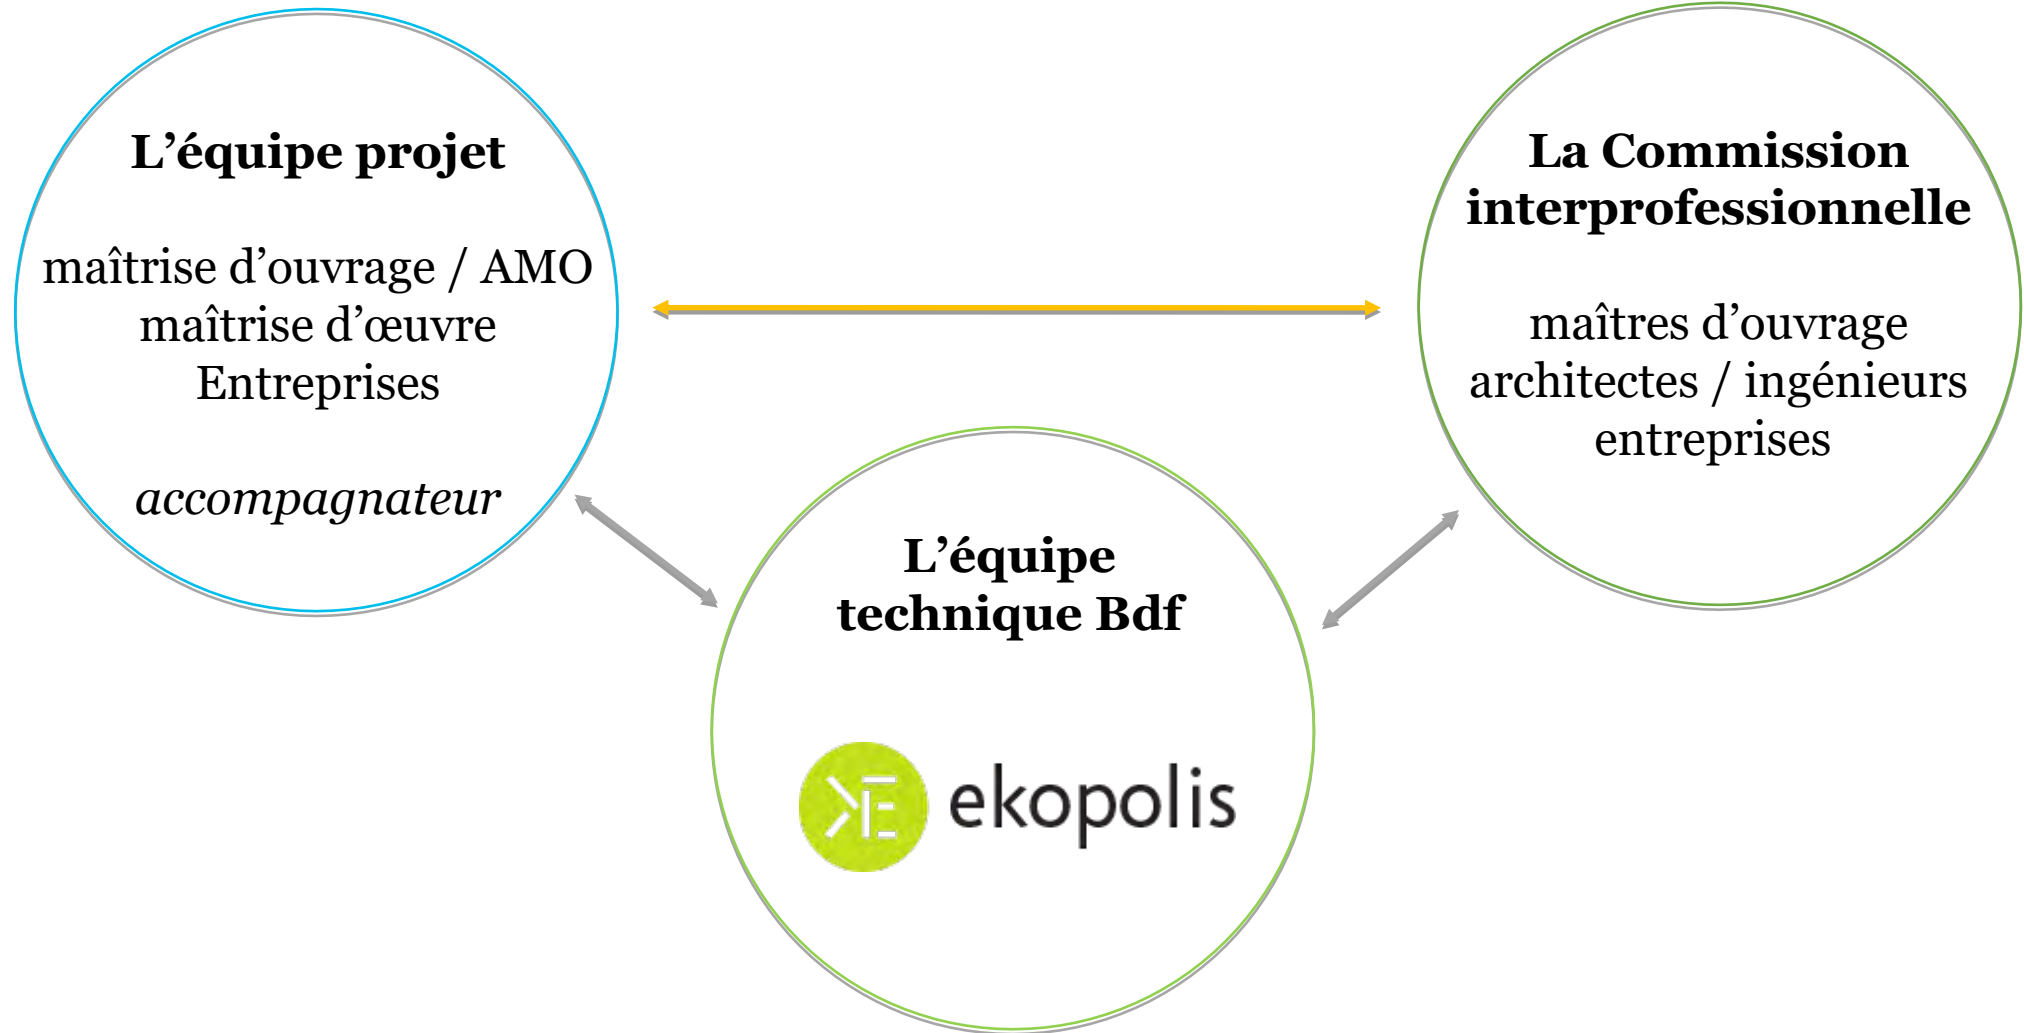 L’équipe projet
maîtrise d’ouvrage / AMO
maîtrise d’œuvre
Entreprises
accompagnateur
La Commission
interprofessionnelle
maîtres d’ouvrage
architectes / ingénieurs
entreprises
L’équipe
technique Bdf
ekopolis